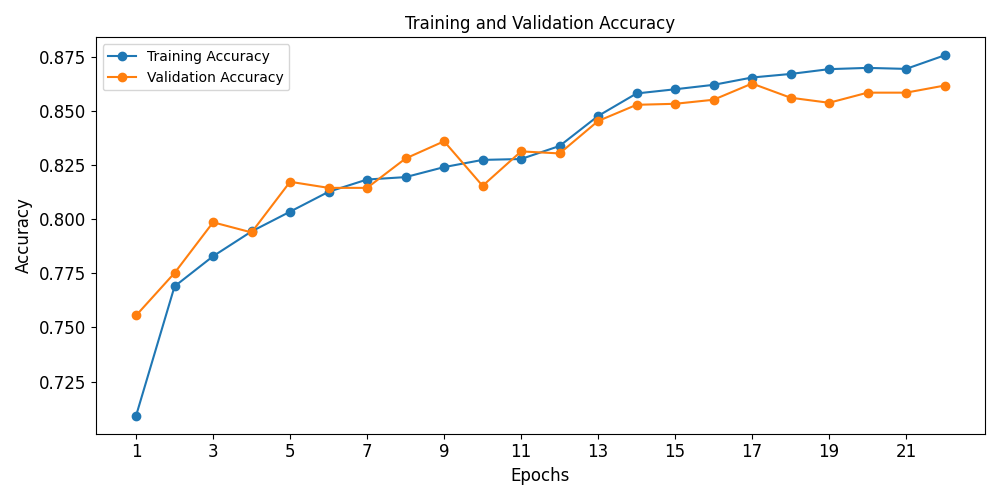 Training and Validation Accuracy
Training Accuracy
Validation Accuracy
0.875
0.850
0.825
0.800
0.775
0.750
0.725
Accuracy
1 3 5 7 9 11 13 15 17 19 21
Epochs